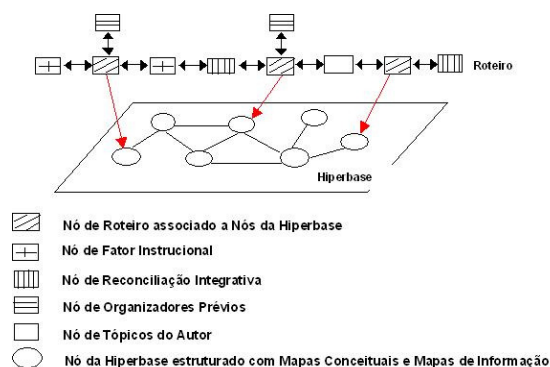 Roteiro
Hiperbase
Nó de Roteiro associado a Nós da Hiperbase
Nó de Fator Instrucional
Nó de Reconciliação Integrativa
Nó de Organizadores Prévios
Nó de Tópicos do Autor
Nó da Hiperbase estruturado com Mapas Conceituais e Mapas de Informação